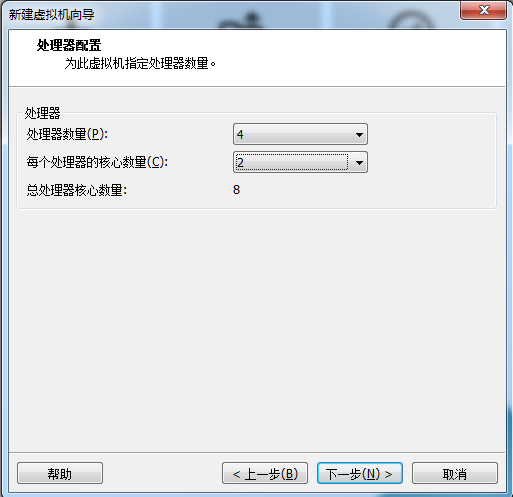 新建虚拟机向导
处理器配置
为此虚拟机指定处理器数量。
处理器
处理器数量(P): 4
每个处理器的核心数量(C): 2
总处理器核心数量: 8
帮助 < 上一步(B) 下一步(N) > 取消